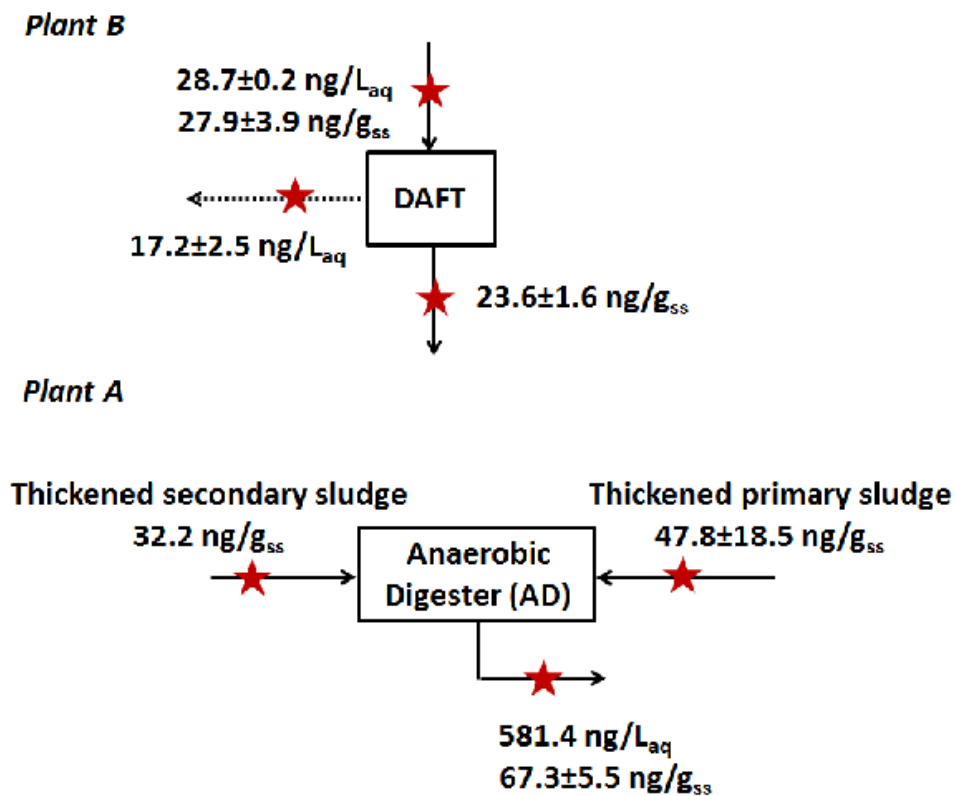 Plant B
28.7±0.2 ng/Laq
27.9±3.9 ng/gss
DAFT
17.2±2.5 ng/Laq
23.6±1.6 ng/gss
Plant A
Thickened secondary sludge
32.2 ng/gss
Thickened primary sludge
47.8±18.5 ng/gss
Anaerobic
Digester (AD)
581.4 ng/Laq
67.3±5.5 ng/gss